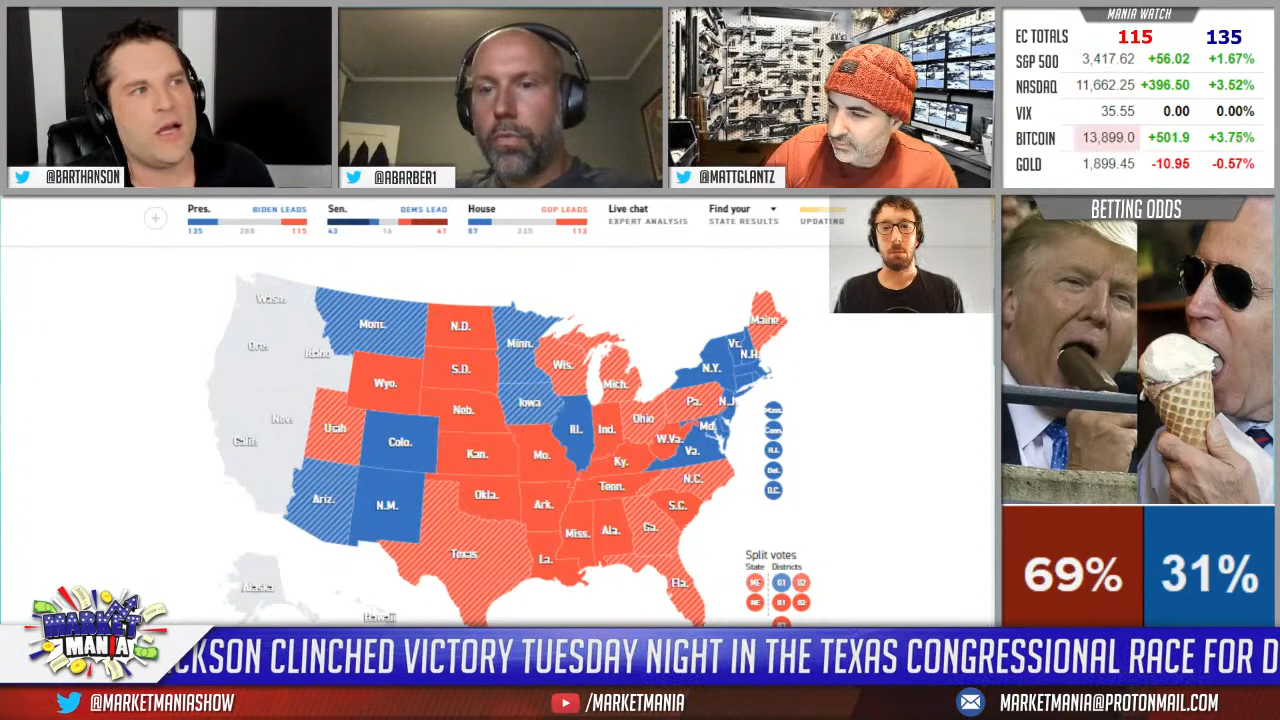 @BARTHANSON
@ABARBER1
@MATTGLANTZ
MANIA WATCH
EC TOTALS 115 135
S&P 500 3,417.62 +56.02 +1.67%
NASDAQ 11,662.25 +396.50 +3.52%
VIX 35.55 0.00 0.00%
BITCOIN 13,899.0 +501.9 +3.75%
GOLD 1,899.45 -10.95 -0.57%
Pres. BIDEN LEADS
135 288 115
Sen. DEMS LEAD
43 16 41
House GOP LEADS
87 235 113
Live chat
EXPERT ANALYSIS
Find your
STATE RESULTS
UPDATING
BETTING ODDS
Wash.
Mont.
N.D.
Minn.
Maine
Ore.
Idaho
S.D.
Wis.
Vt.
N.H.
Wyo.
Mich.
N.Y.
Nev.
Utah
Neb.
Iowa
Pa.
N.J.
Calif.
Colo.
Ill.
Ind.
Ohio
Md.
Mass.
Conn.
R.I.
Del.
D.C.
Kan.
Mo.
Ky.
W.Va.
Va.
Ariz.
N.M.
Okla.
Ark.
Tenn.
N.C.
S.C.
Texas
La.
Miss.
Ala.
Ga.
Fla.
Alaska
Hawaii
Split votes
State Districts
ME 01 02
NE 01 02
69% 31%
MARKET
MANIA
CKSON CLINCHED VICTORY TUESDAY NIGHT IN THE TEXAS CONGRESSIONAL RACE FOR D
@MARKETMANIASHOW
/MARKETMANIA
MARKETMANIA@PROTONMAIL.COM